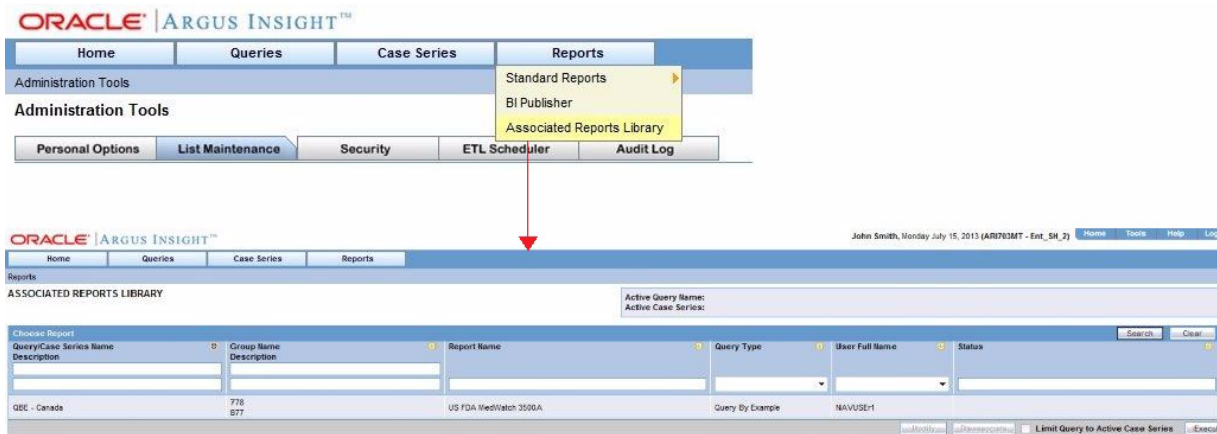 ORACLE® | ARGUS INSIGHT™
Home Queries Case Series Reports
Administration Tools
Standard Reports
BI Publisher
Associated Reports Library
Administration Tools
Personal Options List Maintenance Security ETL Scheduler Audit Log
ORACLE® | ARGUS INSIGHT™
John Smith, Monday July 15, 2013 (ARI703MT - Ent_SH_2) Home Tools Help Log
Home Queries Case Series Reports
Reports
ASSOCIATED REPORTS LIBRARY
Active Query Name:
Active Case Series:
Choose Report Search Clear
Query/Case Series Name Group Name Report Name Query Type User Full Name Status
Description Description
QBE - Canada 778 US FDA MedWatch 3500A Query By Example NAVUSEr1
877
Modify Disassociate Limit Query to Active Case Series Execu